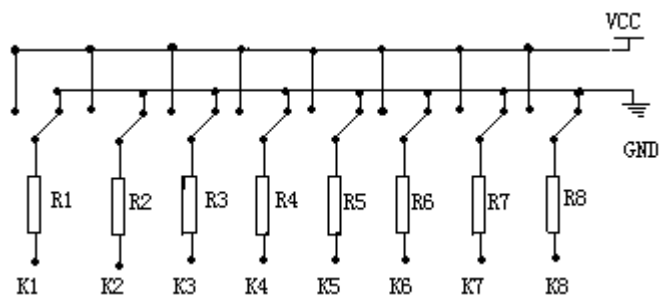 VCC
GND
R1 R2 R3 R4 R5 R6 R7 R8
K1 K2 K3 K4 K5 K6 K7 K8